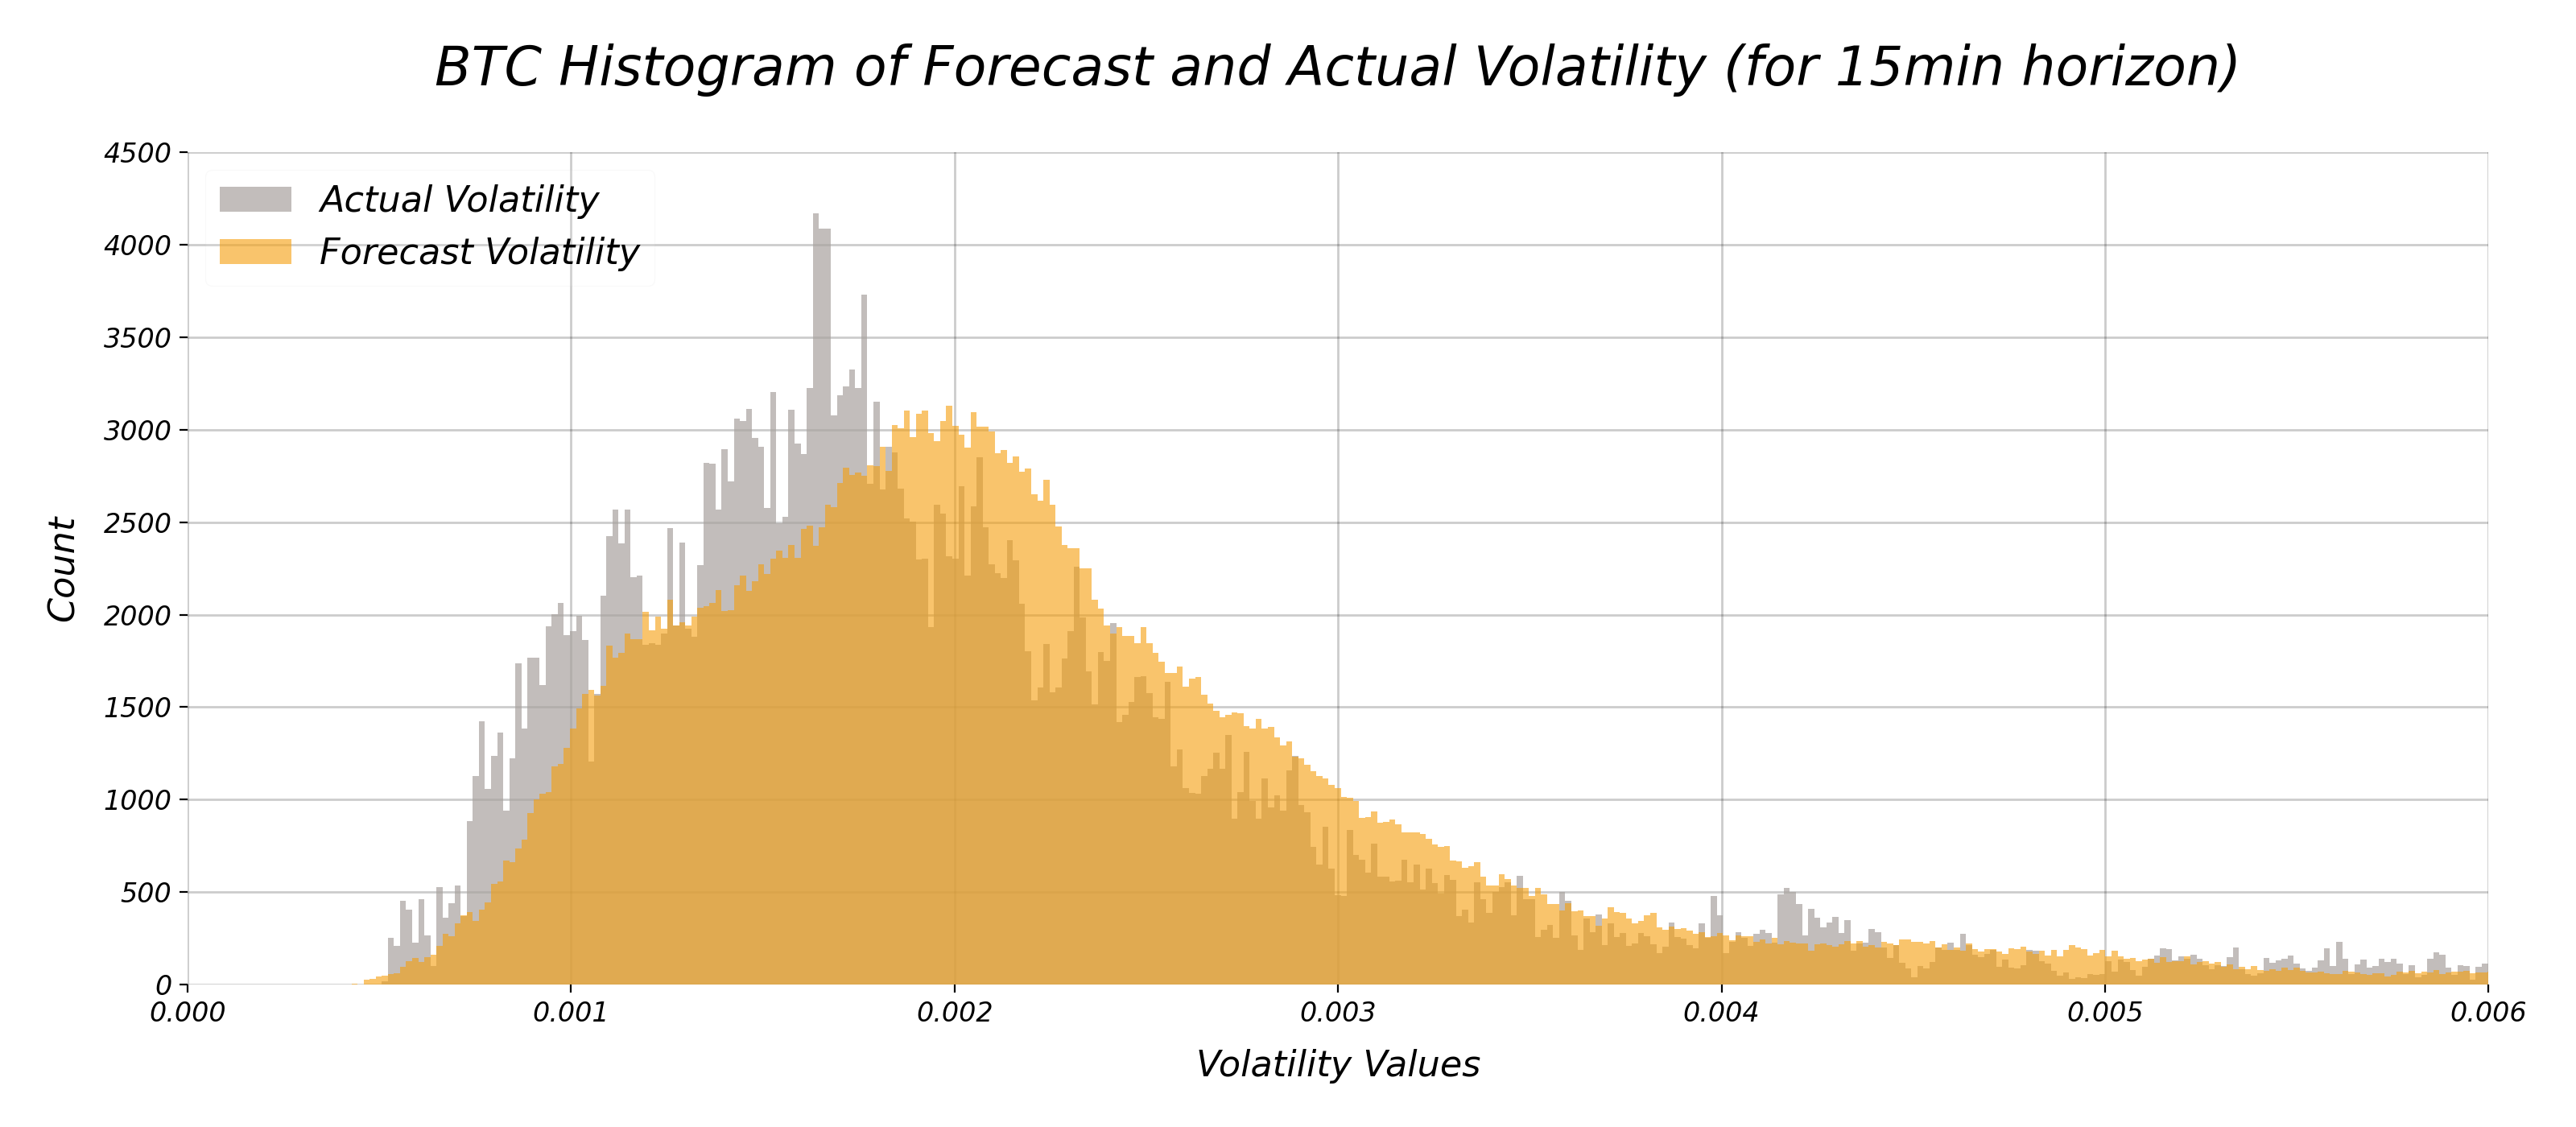 BTC Histogram of Forecast and Actual Volatility (for 15min horizon)
4500
4000
3500
3000
2500
2000
1500
1000
500
0
Count
Actual Volatility
Forecast Volatility
0.000 0.001 0.002 0.003 0.004 0.005 0.006
Volatility Values